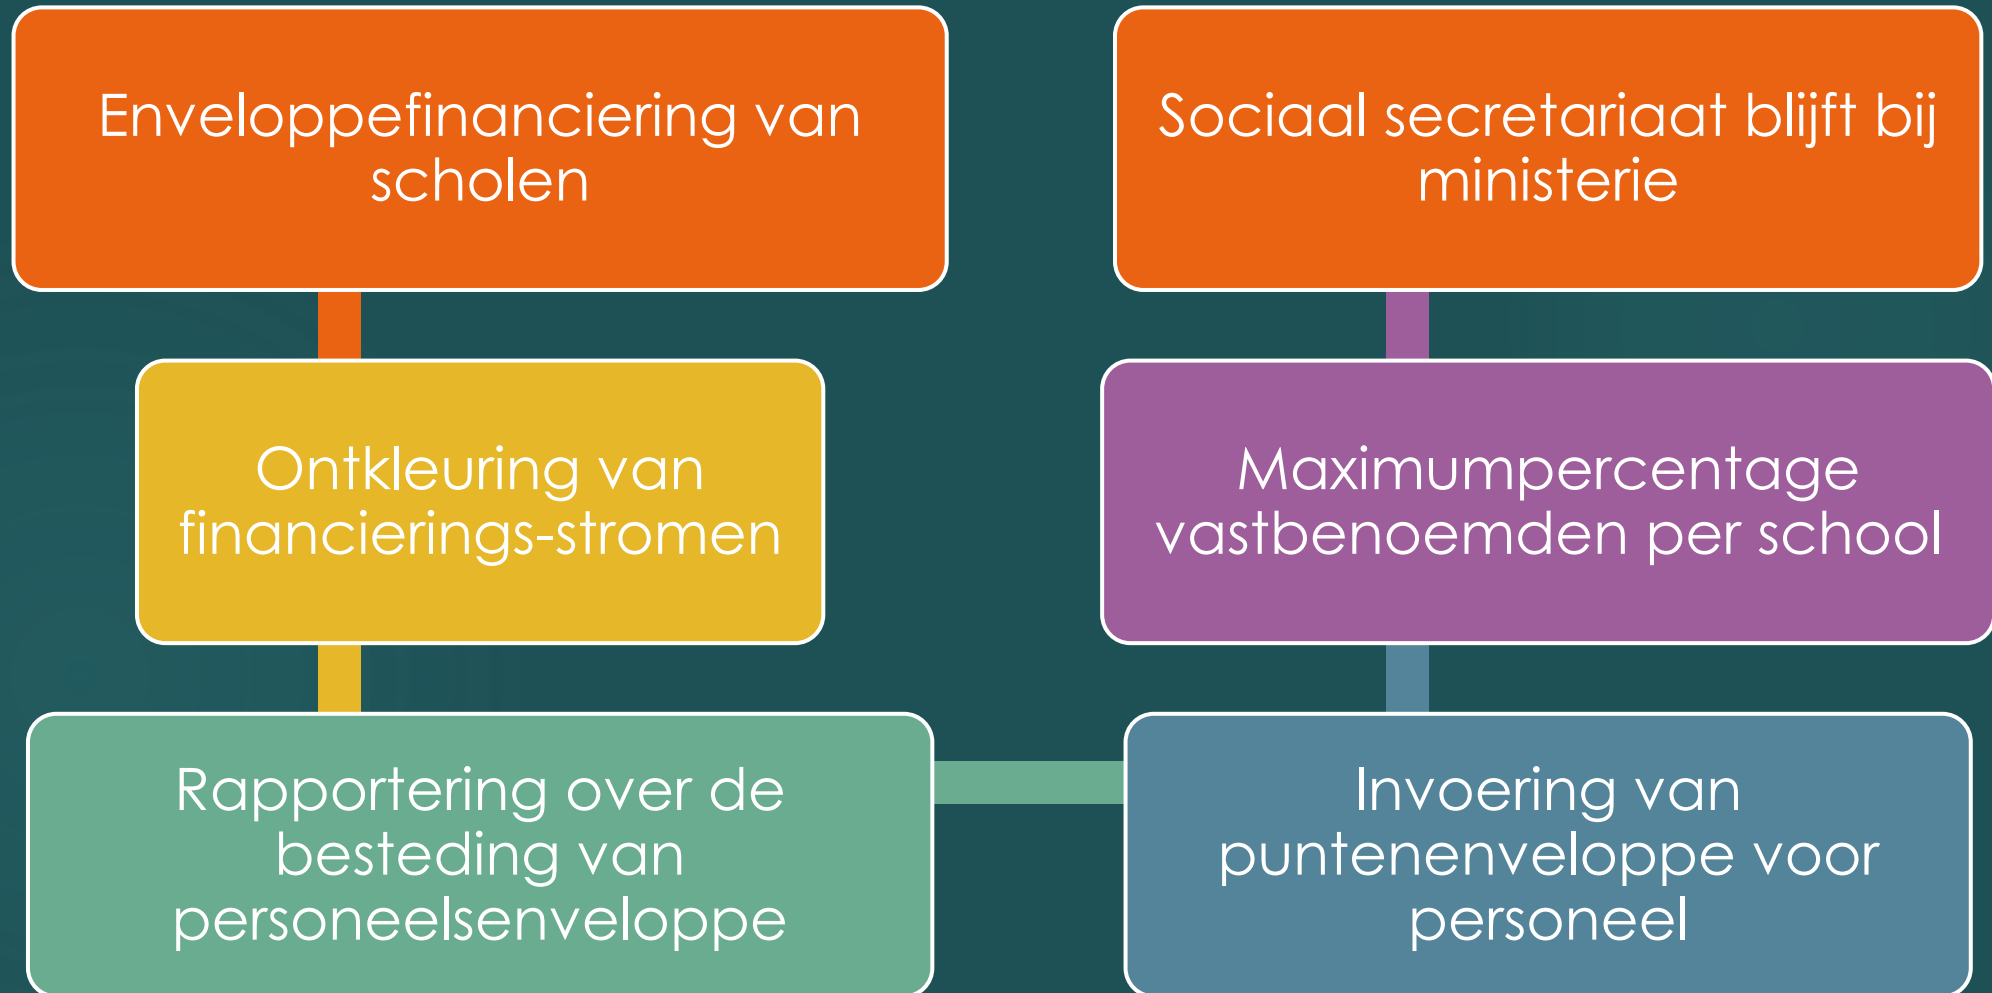 Enveloppefinanciering van
scholen
Ontkleuring van
financierings-stromen
Rapportering over de
besteding van
personeelsenveloppe
Invoering van
puntenenveloppe voor
personeel
Maximumpercentage
vastbenoemden per school
Sociaal secretariaat blijft bij
ministerie